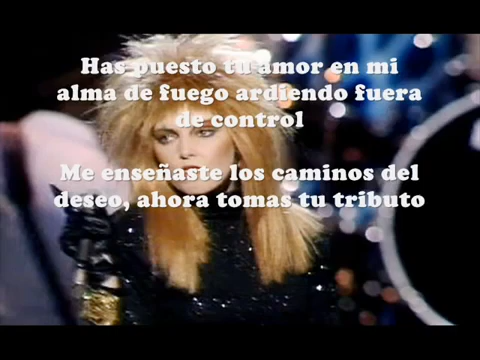 Has puesto tu amor en mi
alma de fuego ardiendo fuera
de control
Me enseñaste los caminos del
deseo, ahora tomas tu tributo